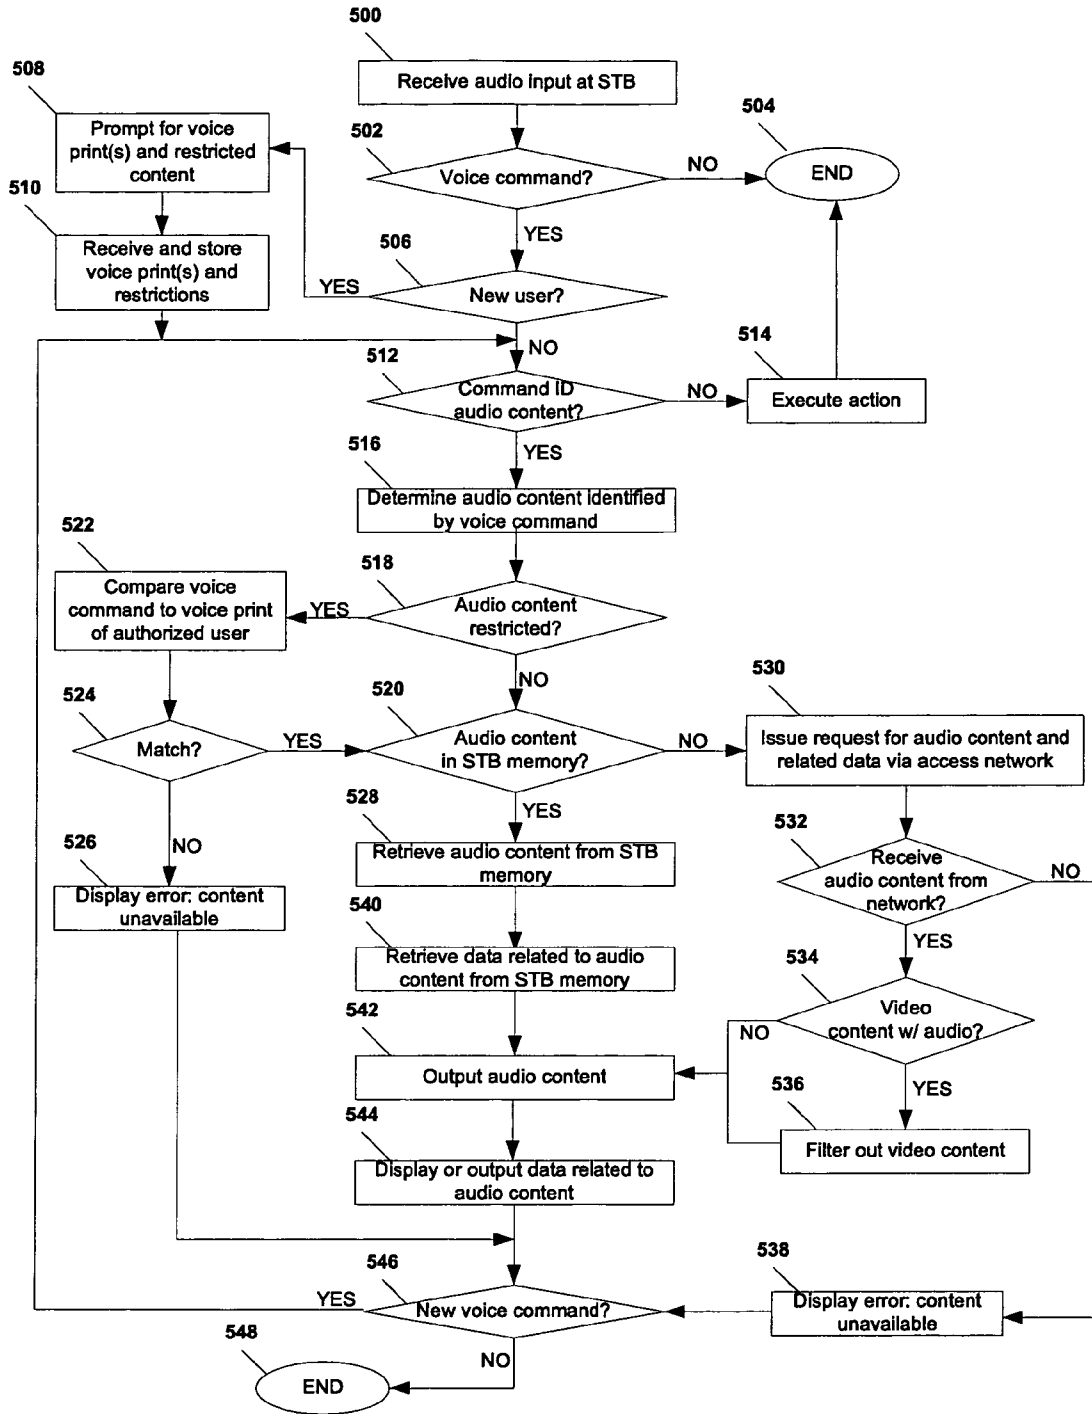 500
Receive audio input at STB
508
Prompt for voice
print(s) and restricted
content
502
Voice command?
NO
504
END
YES
510
Receive and store
voice print(s) and
restrictions
506
New user?
YES
NO
512
Command ID
audio content?
NO
514
Execute action
YES
516
Determine audio content identified
by voice command
522
Compare voice
command to voice print
of authorized user
518
Audio content
restricted?
YES
NO
524
Match?
YES
520
Audio content
in STB memory?
NO
530
Issue request for audio content and
related data via access network
YES
NO
526
Display error: content
unavailable
528
Retrieve audio content from STB
memory
532
Receive
audio content from
network?
NO
YES
540
Retrieve data related to audio
content from STB memory
534
Video
content w/ audio?
NO
YES
542
Output audio content
536
Filter out video content
544
Display or output data related to
audio content
546
New voice command?
YES
NO
538
Display error: content
unavailable
548
END